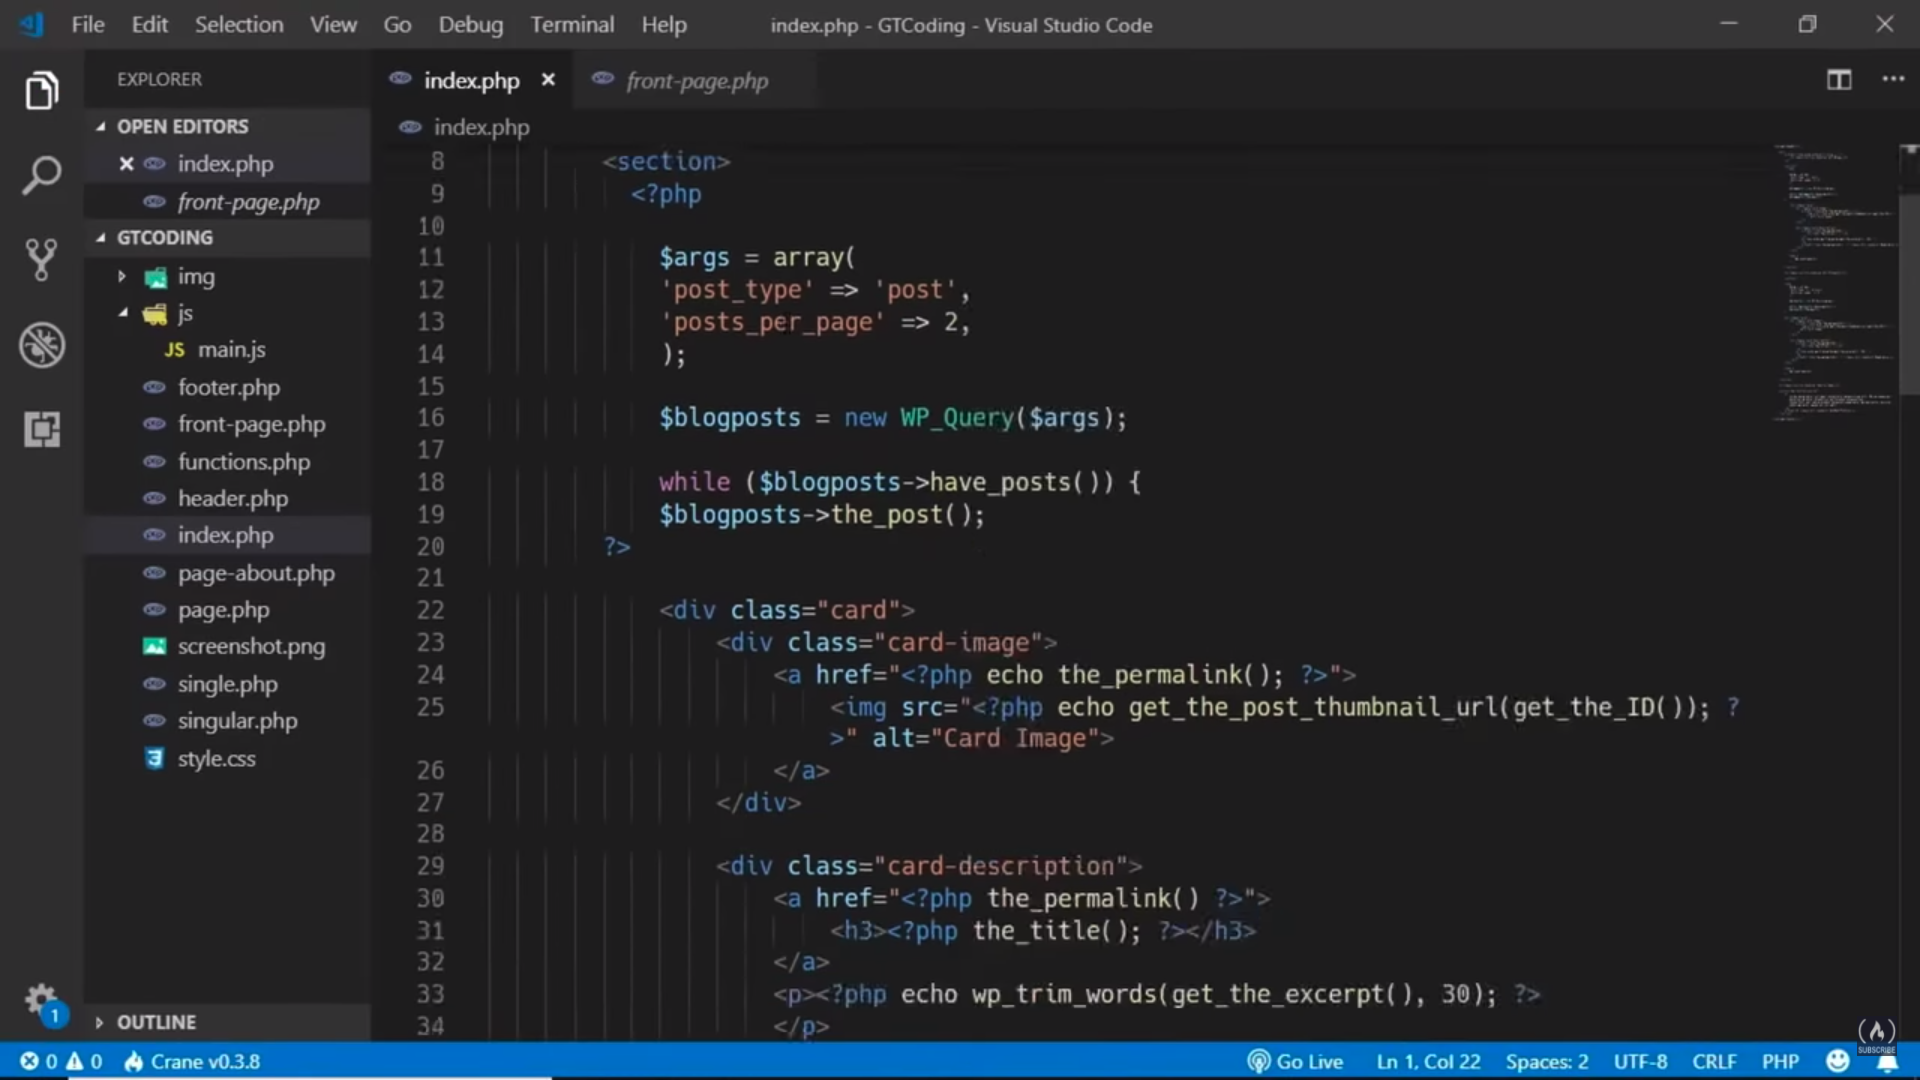 File Edit Selection View Go Debug Terminal Help index.php - GTCoding - Visual Studio Code
EXPLORER
OPEN EDITORS
index.php
front-page.php
GTCODING
img
js
JS main.js
footer.php
front-page.php
functions.php
header.php
index.php
page-about.php
page.php
screenshot.png
single.php
singular.php
style.css
OUTLINE
1
index.php front-page.php
index.php
8 <section>
9 <?php
10
11 $args = array(
12 'post_type' => 'post',
13 'posts_per_page' => 2,
14 );
15
16 $blogposts = new WP_Query($args);
17
18 while ($blogposts->have_posts()) {
19 $blogposts->the_post();
20 ?>
21
22 <div class="card">
23 <div class="card-image">
24 <a href="<?php echo the_permalink(); ?>">
25 <img src="<?php echo get_the_post_thumbnail_url(get_the_ID()); ?
>" alt="Card Image">
26 </a>
27 </div>
28
29 <div class="card-description">
30 <a href="<?php the_permalink() ?>">
31 <h3><?php the_title(); ?></h3>
32 </a>
33 <p><?php echo wp_trim_words(get_the_excerpt(), 30); ?>
34 </p>
SUBSCRIBE
0 0 Crane v0.3.8 Go Live Ln 1, Col 22 Spaces: 2 UTF-8 CRLF PHP